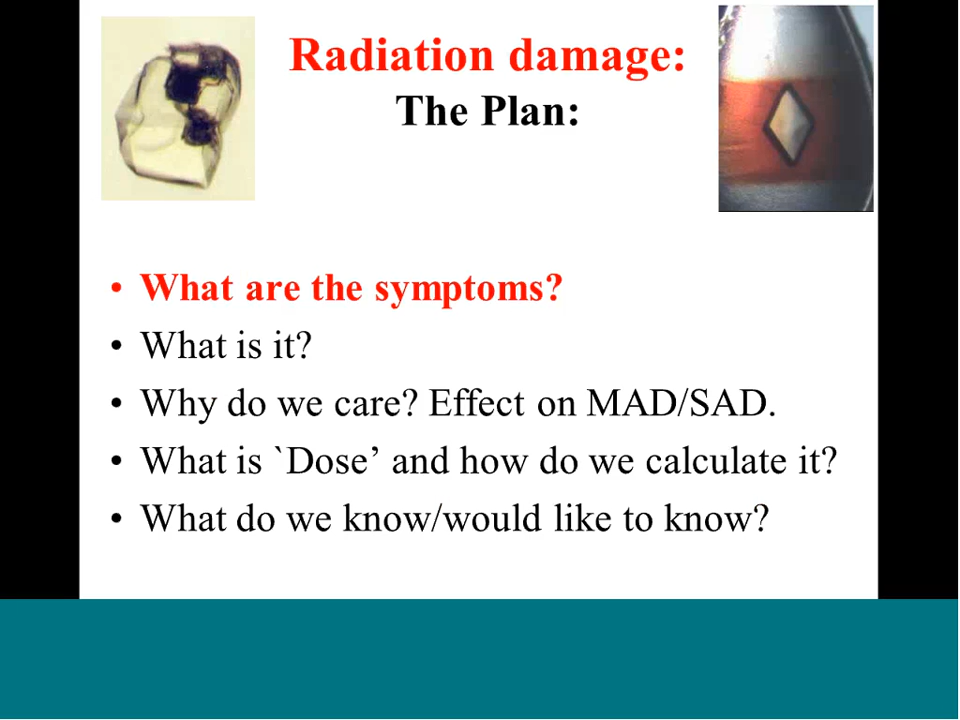 Radiation damage:
The Plan:
• What are the symptoms?
• What is it?
• Why do we care? Effect on MAD/SAD.
• What is `Dose’ and how do we calculate it?
• What do we know/would like to know?